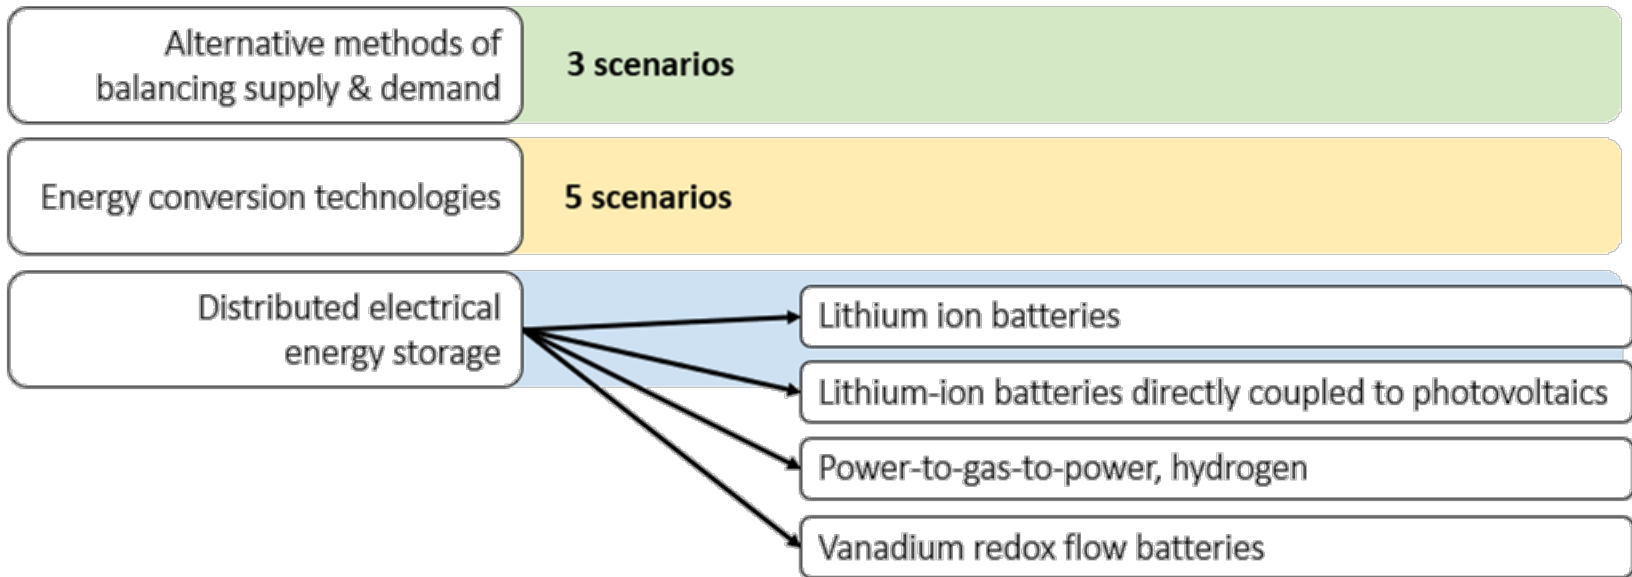 Alternative methods of
balancing supply & demand
3 scenarios
Energy conversion technologies
5 scenarios
Distributed electrical
energy storage
Lithium ion batteries
Lithium-ion batteries directly coupled to photovoltaics
Power-to-gas-to-power, hydrogen
Vanadium redox flow batteries